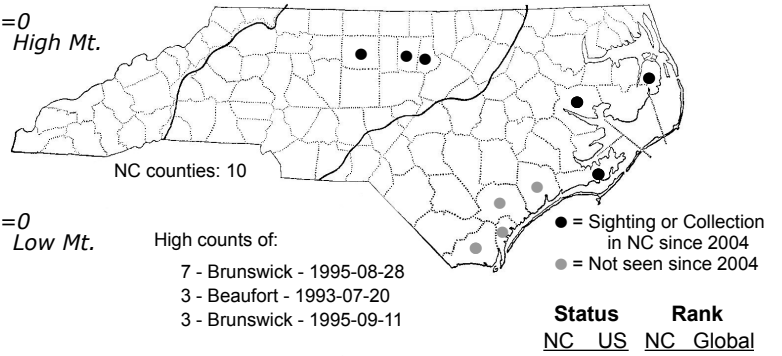 =0
High Mt.
NC counties: 10
=0
Low Mt.
High counts of:
7 - Brunswick - 1995-08-28
3 - Beaufort - 1993-07-20
3 - Brunswick - 1995-09-11
= Sighting or Collection
in NC since 2004
= Not seen since 2004
Status Rank
NC US NC Global